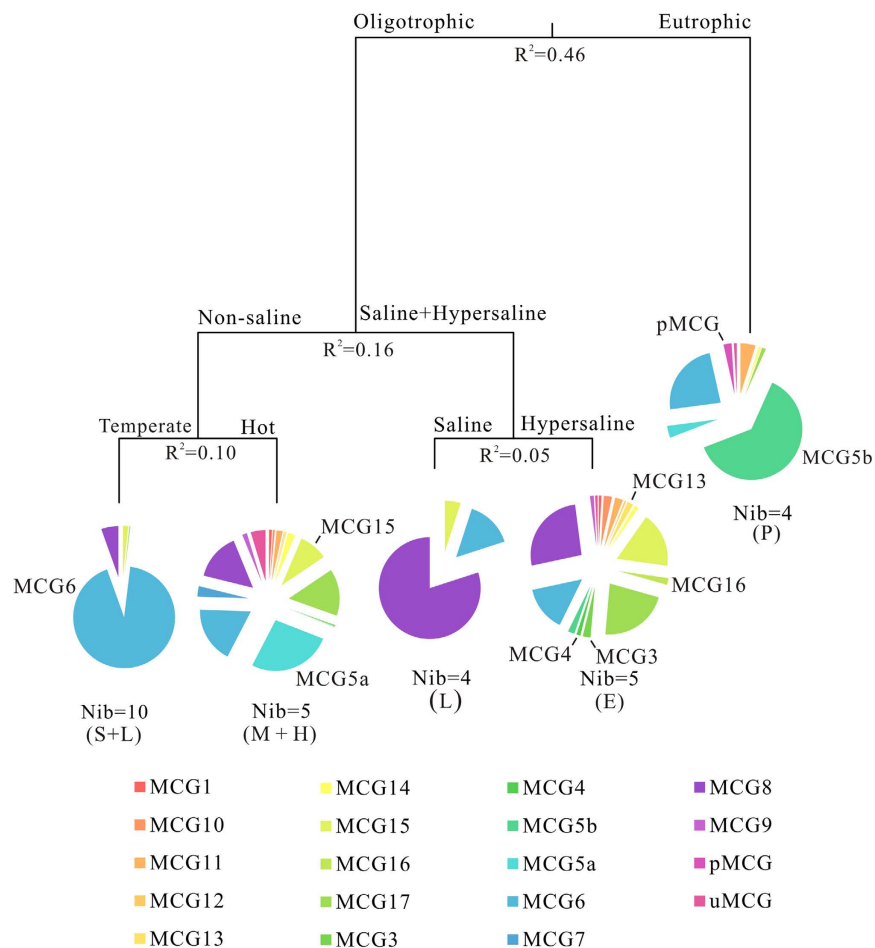 Oligotrophic Eutrophic
R²=0.46
Non-saline Saline+Hypersaline
pMCG
R²=0.16
Temperate Hot Saline Hypersaline
R²=0.10 R²=0.05
MCG5b
MCG13
Nib=4
(P)
MCG15
MCG6
MCG16
MCG4 MCG3
MCG5a
Nib=10 Nib=5 Nib=4 Nib=5
(S+L) (M + H) (L) (E)
MCG1 MCG14 MCG4 MCG8
MCG10 MCG15 MCG5b MCG9
MCG11 MCG16 MCG5a pMCG
MCG12 MCG17 MCG6 uMCG
MCG13 MCG3 MCG7